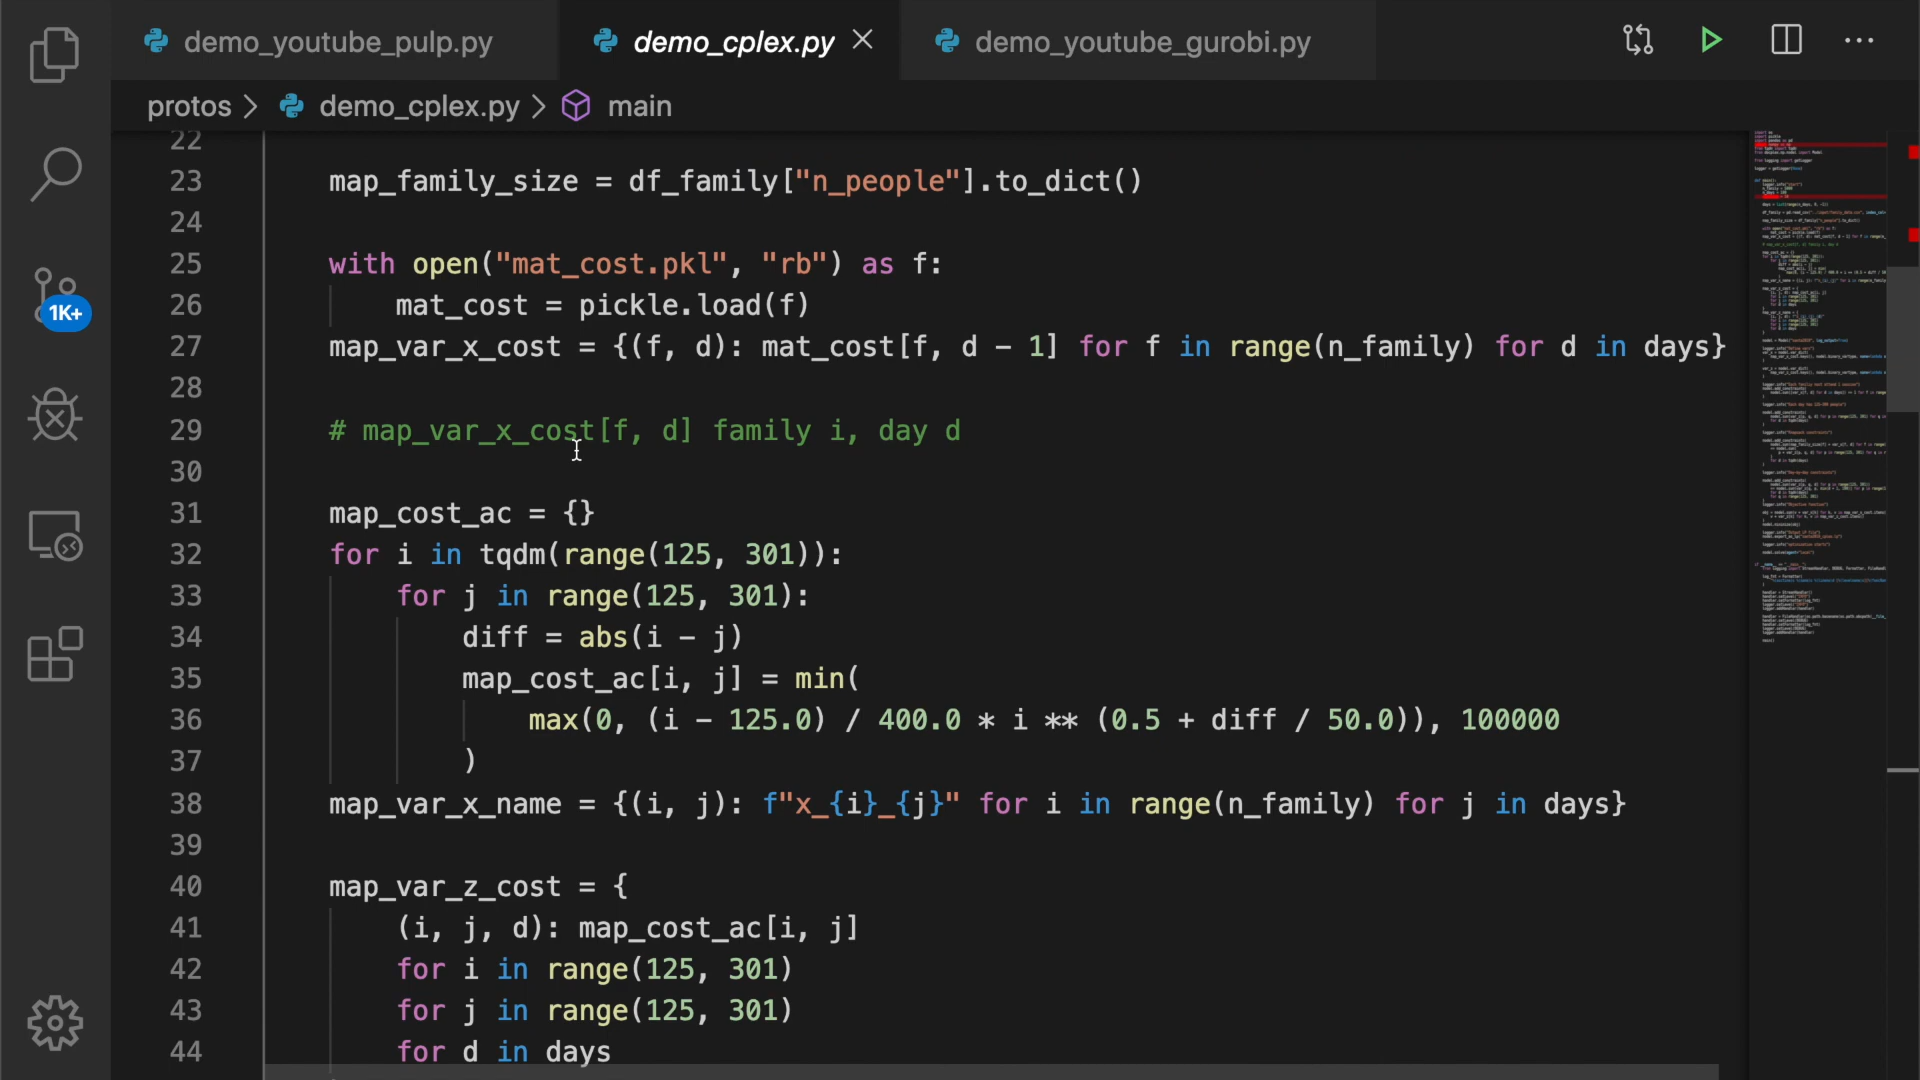 demo_youtube_pulp.py demo_cplex.py demo_youtube_gurobi.py
protos > demo_cplex.py > main
22
23 map_family_size = df_family["n_people"].to_dict()
24
25 with open("mat_cost.pkl", "rb") as f:
26 mat_cost = pickle.load(f)
27 map_var_x_cost = {(f, d): mat_cost[f, d - 1] for f in range(n_family) for d in days}
28
29 # map_var_x_cost[f, d] family i, day d
30
31 map_cost_ac = {}
32 for i in tqdm(range(125, 301)):
33 for j in range(125, 301):
34 diff = abs(i - j)
35 map_cost_ac[i, j] = min(
36 max(0, (i - 125.0) / 400.0 * i ** (0.5 + diff / 50.0)), 100000
37 )
38 map_var_x_name = {(i, j): f"x_{i}_{j}" for i in range(n_family) for j in days}
39
40 map_var_z_cost = {
41 (i, j, d): map_cost_ac[i, j]
42 for i in range(125, 301)
43 for j in range(125, 301)
44 for d in days
1K+